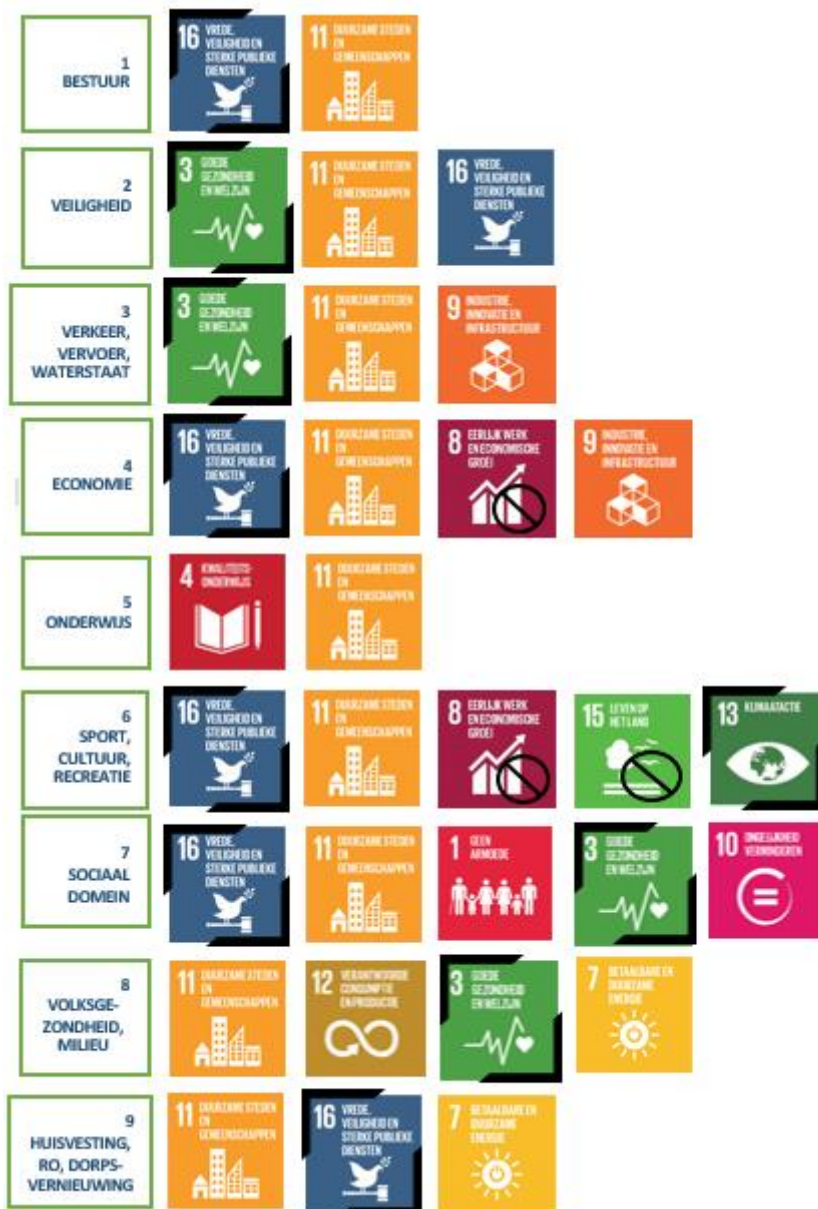 1
BESTUUR
16 VREDE,
VEILIGHEID EN
STERKE PUBLIEKE
DIENSTEN
11 DUURZAME STEDEN
EN
GEMEENSCHAPPEN
2
VEILIGHEID
3 GOEDE
GEZONDHEID
EN WELZIJN
11 DUURZAME STEDEN
EN
GEMEENSCHAPPEN
16 VREDE,
VEILIGHEID EN
STERKE PUBLIEKE
DIENSTEN
3
VERKEER,
VERVOER,
WATERSTAAT
3 GOEDE
GEZONDHEID
EN WELZIJN
11 DUURZAME STEDEN
EN
GEMEENSCHAPPEN
9 INDUSTRIE,
INNOVATIE EN
INFRASTRUCTUUR
4
ECONOMIE
16 VREDE,
VEILIGHEID EN
STERKE PUBLIEKE
DIENSTEN
11 DUURZAME STEDEN
EN
GEMEENSCHAPPEN
8 EERLIJK WERK
EN ECONOMISCHE
GROEI
9 INDUSTRIE,
INNOVATIE EN
INFRASTRUCTUUR
5
ONDERWIJS
4 KWALITEITS-
ONDERWIJS
11 DUURZAME STEDEN
EN
GEMEENSCHAPPEN
6
SPORT,
CULTUUR,
RECREATIE
16 VREDE,
VEILIGHEID EN
STERKE PUBLIEKE
DIENSTEN
11 DUURZAME STEDEN
EN
GEMEENSCHAPPEN
8 EERLIJK WERK
EN ECONOMISCHE
GROEI
15 LEVEN OP
HET LAND
13 KLIMAATACTIE
7
SOCIAAL
DOMEIN
16 VREDE,
VEILIGHEID EN
STERKE PUBLIEKE
DIENSTEN
11 DUURZAME STEDEN
EN
GEMEENSCHAPPEN
1 GEEN
ARMOEDE
3 GOEDE
GEZONDHEID
EN WELZIJN
10 ONGELIJKHEID
VERMINDEREN
8
VOLKSGE-
ZONDHEID,
MILIEU
11 DUURZAME STEDEN
EN
GEMEENSCHAPPEN
12 VERANTWOORDE
CONSUMPTIE
EN PRODUCTIE
3 GOEDE
GEZONDHEID
EN WELZIJN
7 BETAALBARE EN
DUURZAME
ENERGIE
9
HUISVESTING,
RO, DORPS-
VERNIEUWING
11 DUURZAME STEDEN
EN
GEMEENSCHAPPEN
16 VREDE,
VEILIGHEID EN
STERKE PUBLIEKE
DIENSTEN
7 BETAALBARE EN
DUURZAME
ENERGIE